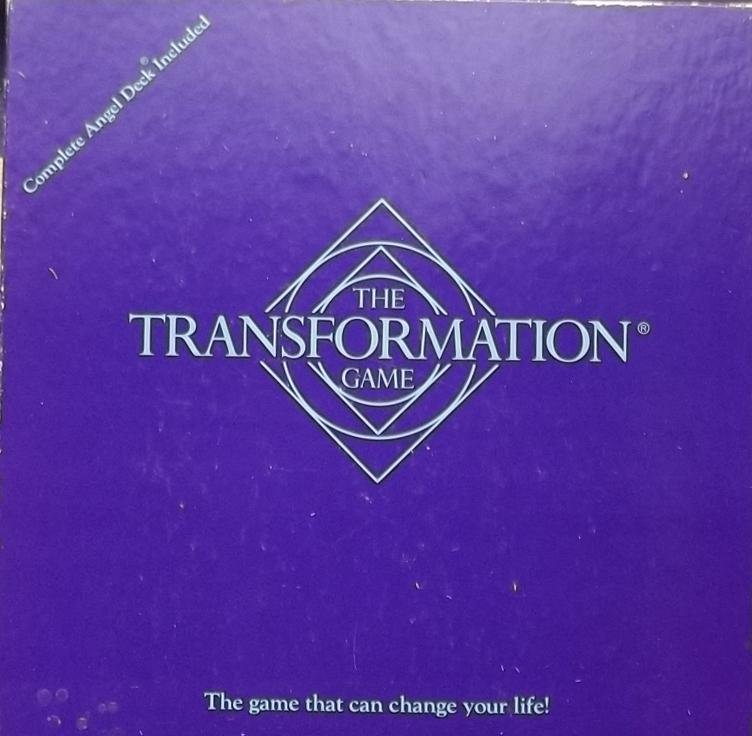 Complete Angel Deck® Included
THE
TRANSFORMATION®
GAME
The game that can change your life!